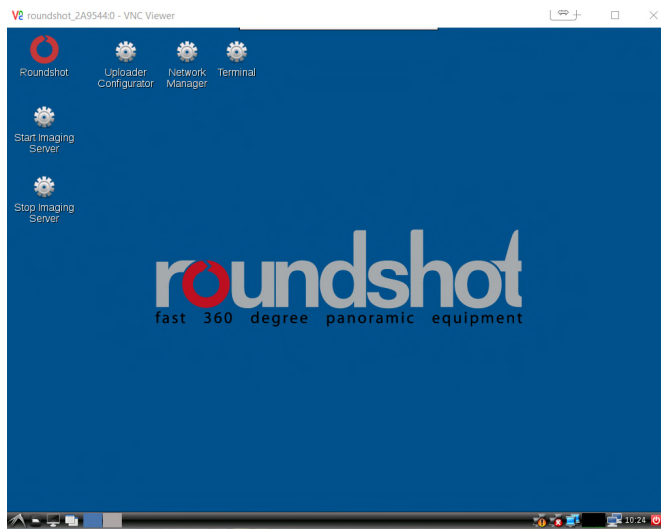 roundshot_2A9544:0 - VNC Viewer
Roundshot
Uploader
Configurator
Network
Manager
Terminal
Start Imaging
Server
Stop Imaging
Server
roundshot
fast 360 degree panoramic equipment
10:24